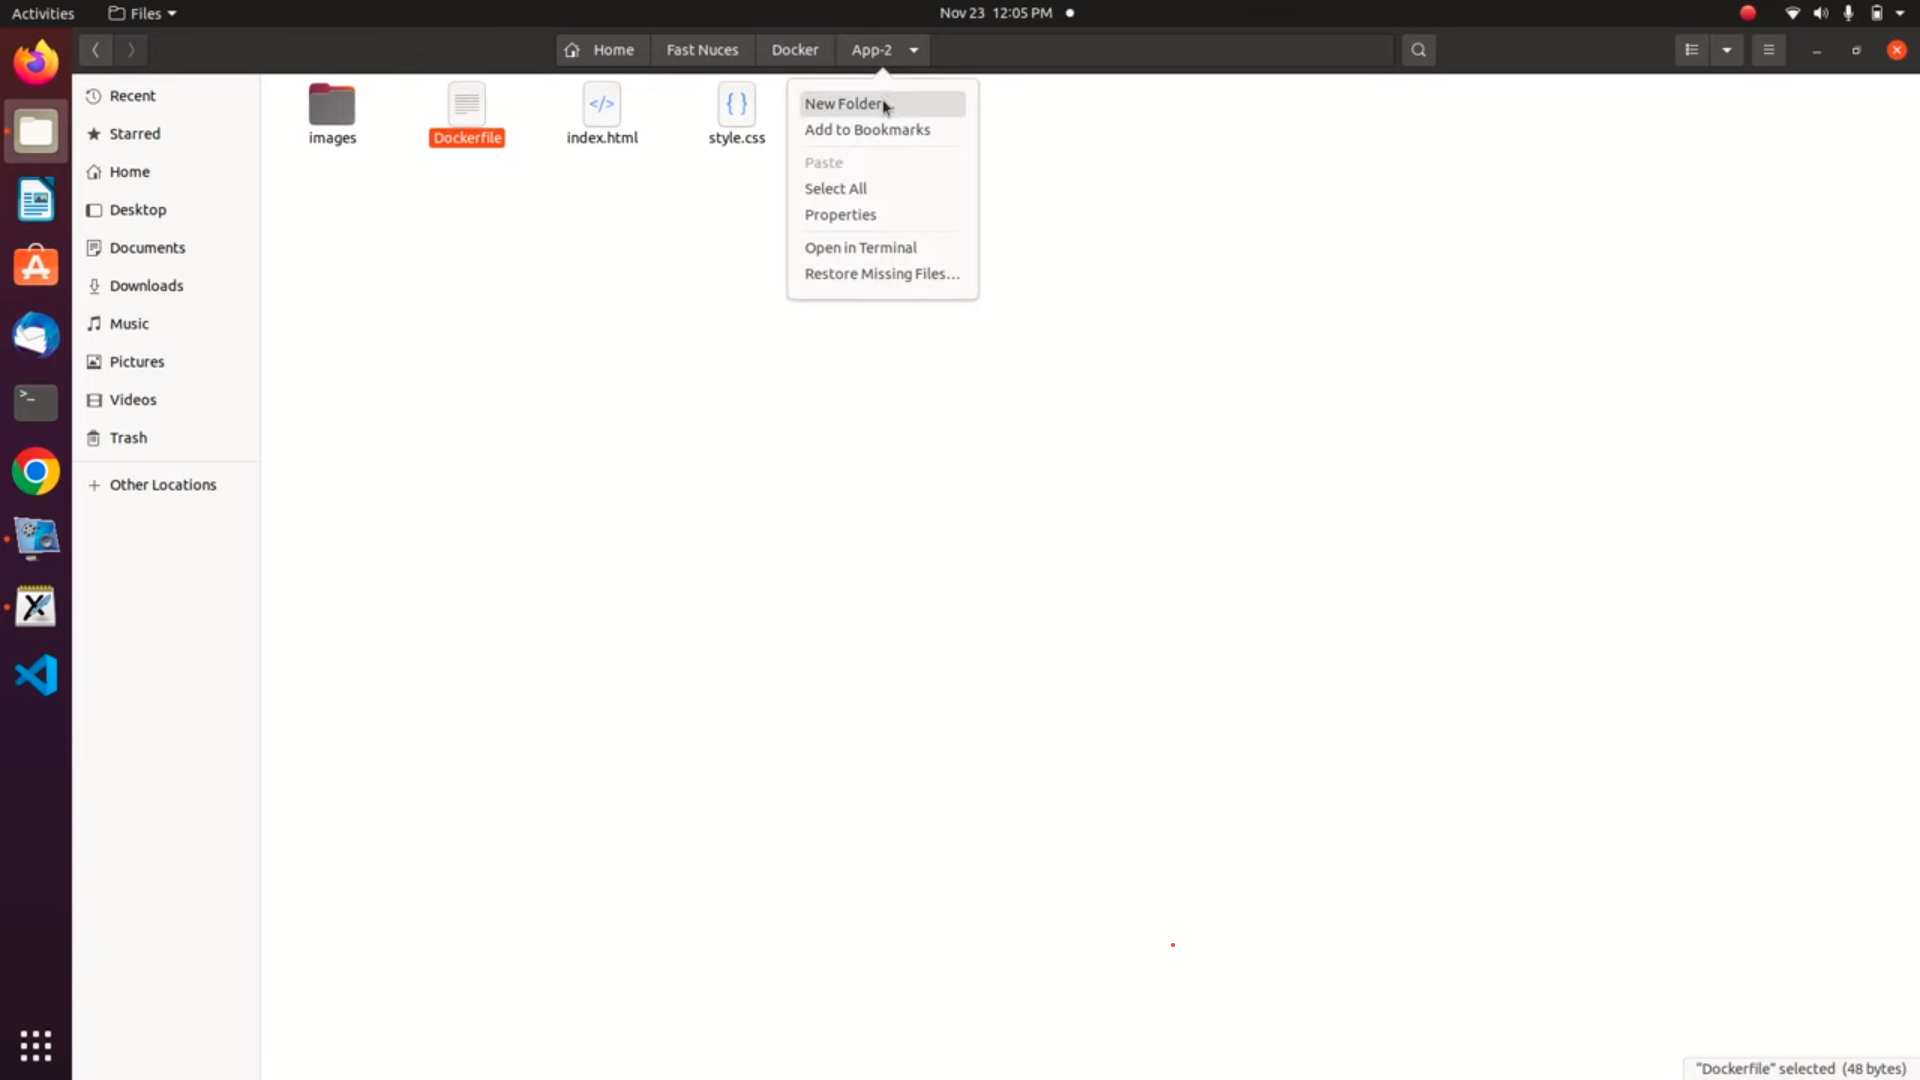 Activities
Files
Nov 23 12:05 PM
Home
Fast Nuces
Docker
App-2
Recent
Starred
Home
Desktop
Documents
Downloads
Music
Pictures
Videos
Trash
Other Locations
images
Dockerfile
index.html
style.css
New Folder
Add to Bookmarks
Paste
Select All
Properties
Open in Terminal
Restore Missing Files…
"Dockerfile" selected (48 bytes)